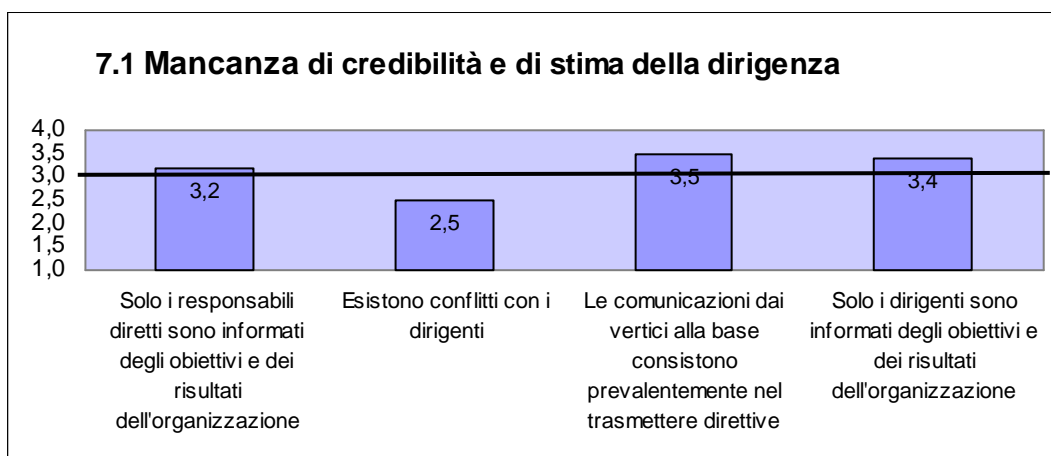 7.1 Mancanza di credibilità e di stima della dirigenza
4,0
3,5
3,0
2,5
2,0
1,5
1,0
3,2
2,5
3,5
3,4
Solo i responsabili
diretti sono informati
degli obiettivi e dei
risultati
dell'organizzazione
Esistono conflitti con i
dirigenti
Le comunicazioni dai
vertici alla base
consistono
prevalentemente nel
trasmettere direttive
Solo i dirigenti sono
informati degli obiettivi e
dei risultati
dell'organizzazione